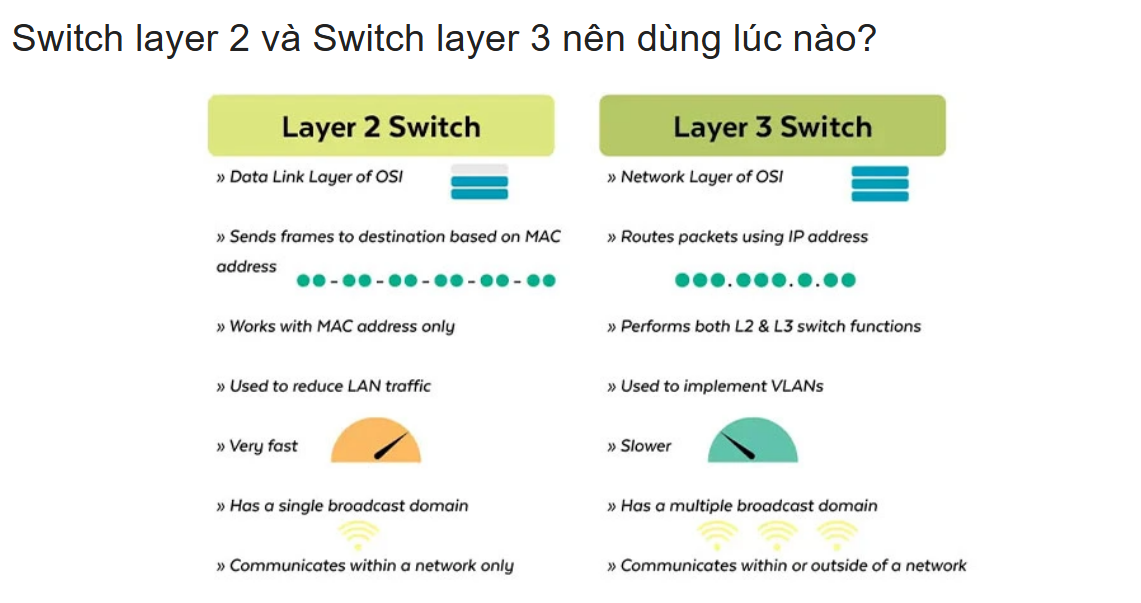 Switch layer 2 và Switch layer 3 nên dùng lúc nào?
Layer 2 Switch
» Data Link Layer of OSI
» Sends frames to destination based on MAC
address
» Works with MAC address only
» Used to reduce LAN traffic
» Very fast
» Has a single broadcast domain
» Communicates within a network only
Layer 3 Switch
» Network Layer of OSI
» Routes packets using IP address
» Performs both L2 & L3 switch functions
» Used to implement VLANs
» Slower
» Has a multiple broadcast domain
» Communicates within or outside of a network